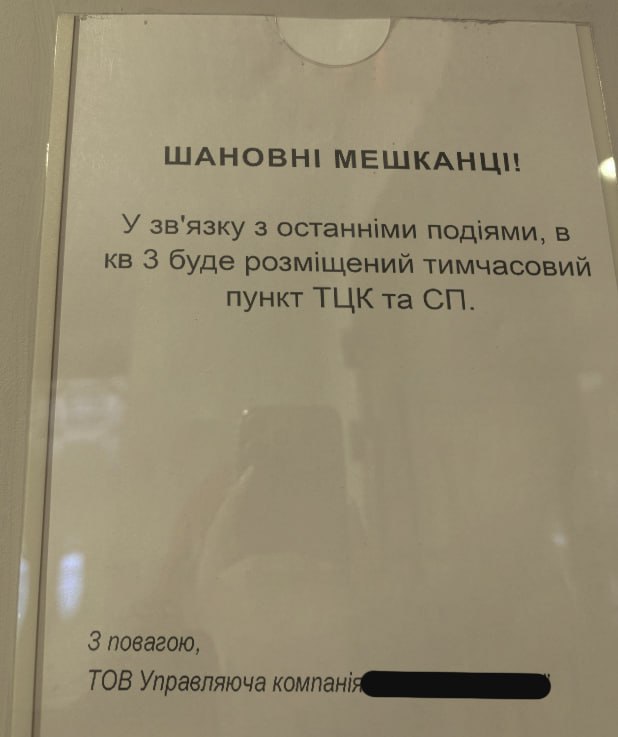 ШАНОВНІ МЕШКАНЦІ!
У зв'язку з останніми подіями, в
кв 3 буде розміщений тимчасовий
пункт ТЦК та СП.
З повагою,
ТОВ Управляюча компанія "